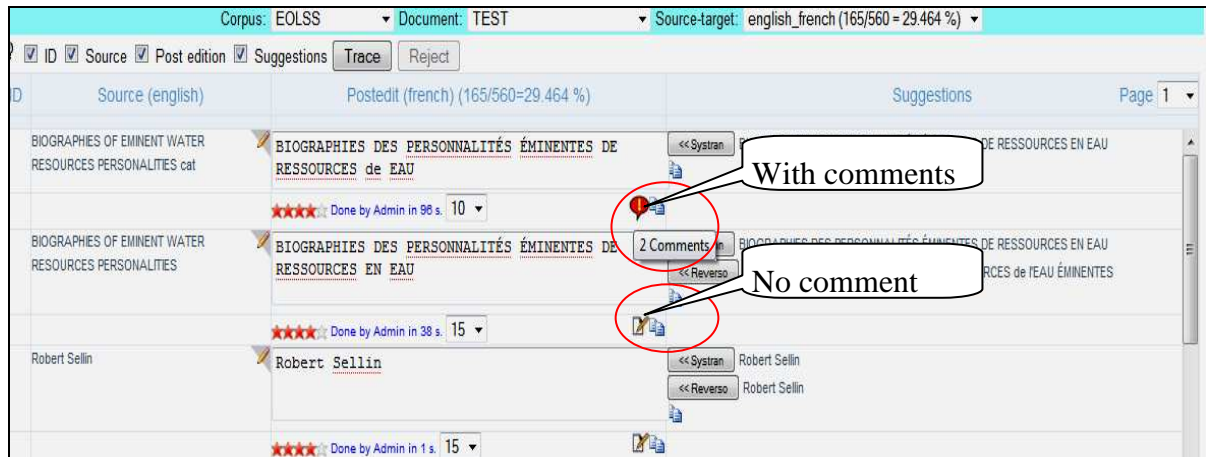 Corpus: EOLSS Document: TEST Source-target: english_french (165/560 = 29.464 %)
ID Source Post edition Suggestions Trace Reject
Source (english) Postedit (french) (165/560=29.464 %) Suggestions Page 1
BIOGRAPHIES OF EMINENT WATER BIOGRAPHIES DES PERSONNALITÉS ÉMINENTES DE << Systran DE RESSOURCES EN EAU
RESOURCES PERSONALITIES cat RESSOURCES de EAU With comments
Done by Admin in 96 s. 10
BIOGRAPHIES OF EMINENT WATER BIOGRAPHIES DES PERSONNALITÉS ÉMINENTES DE 2 Comments BIOGRAPHIES DES PERSONNALITÉS ÉMINENTES DE RESSOURCES EN EAU
RESOURCES PERSONALITIES RESSOURCES EN EAU << Reverso de l'EAU ÉMINENTES
No comment
Done by Admin in 38 s. 15
Robert Sellin Robert Sellin << Systran Robert Sellin
<< Reverso Robert Sellin
Done by Admin in 1 s. 15